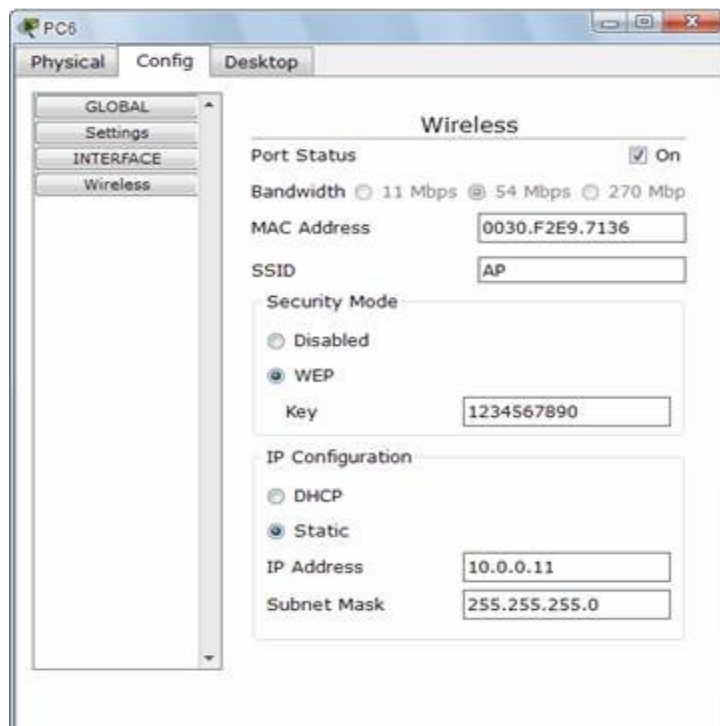 PC6
Physical Config Desktop
GLOBAL
Settings
INTERFACE
Wireless
Wireless
Port Status On
Bandwidth 11 Mbps 54 Mbps 270 Mbp
MAC Address 0030.F2E9.7136
SSID AP
Security Mode
Disabled
WEP
Key 1234567890
IP Configuration
DHCP
Static
IP Address 10.0.0.11
Subnet Mask 255.255.255.0